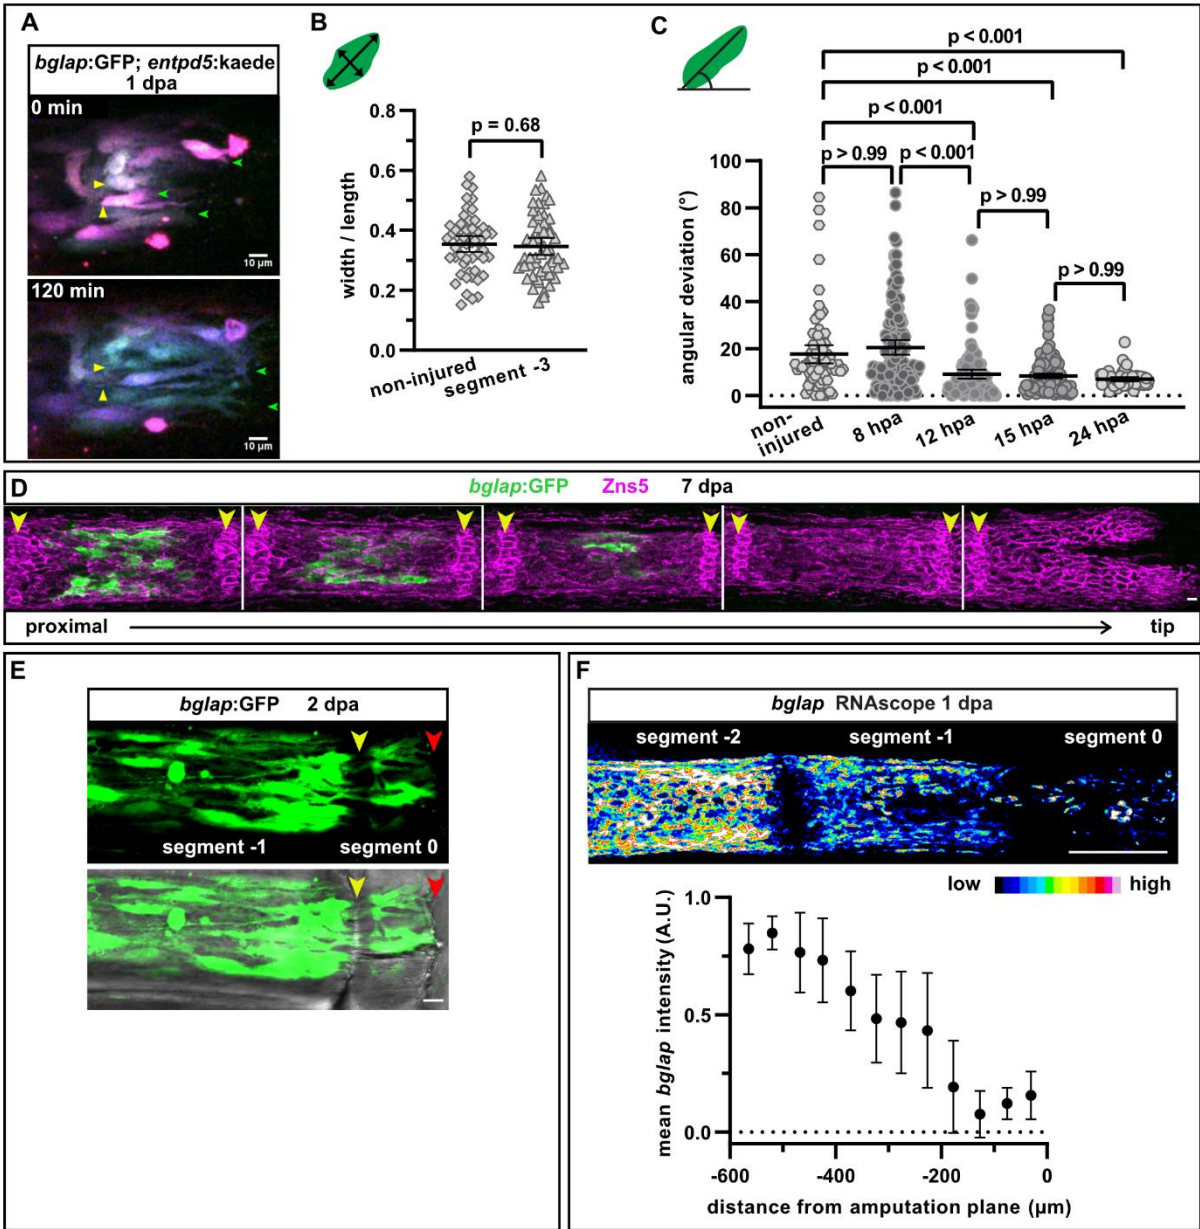 A
bglap:GFP; entpd5:kaede
1 dpa
0 min
10 µm
120 min
10 µm
B
0.8
0.6
0.4
0.2
0.0
width / length
p = 0.68
non-injured
segment -3
C
p < 0.001
p < 0.001
p < 0.001
p > 0.99
p < 0.001
p > 0.99
p > 0.99
100
80
60
40
20
0
angular deviation (°)
non-
injured
8 hpa
12 hpa
15 hpa
24 hpa
D
bglap:GFP Zns5 7 dpa
proximal tip
E
bglap:GFP 2 dpa
segment -1 segment 0
F
bglap RNAscope 1 dpa
segment -2 segment -1 segment 0
low high
1.0
0.5
0.0
mean bglap intensity (A.U.)
-600 -400 -200 0
distance from amputation plane (µm)